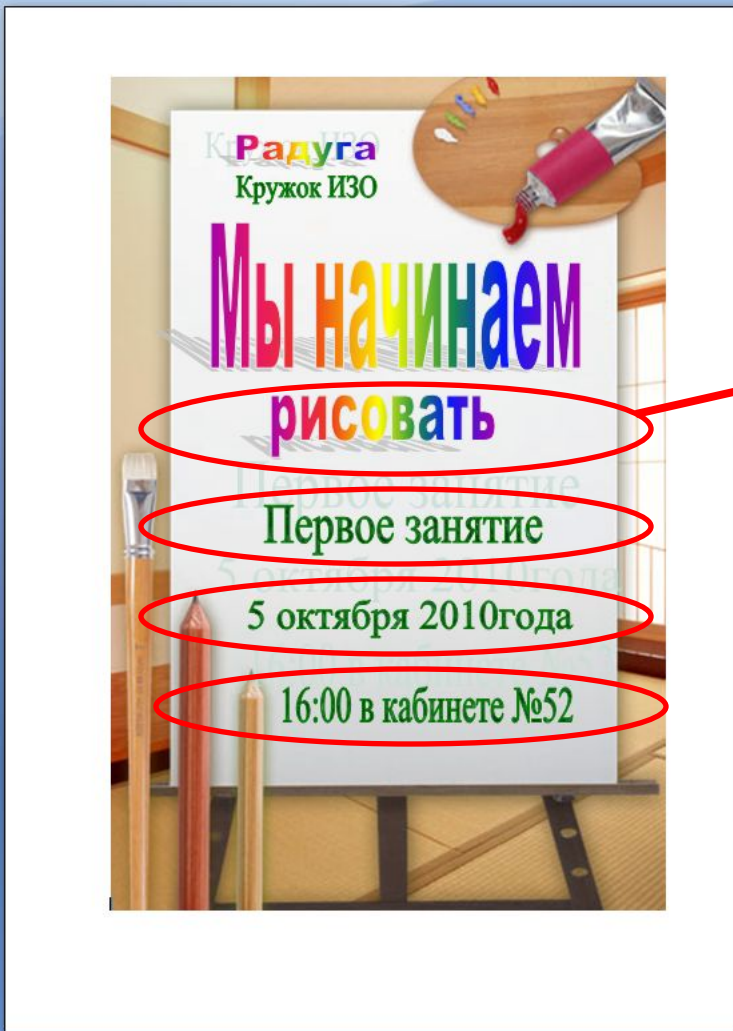 Радуга
Кружок ИЗО
Мы начинаем
рисовать
Первое занятие
5 октября 2010года
16:00 в кабинете №52